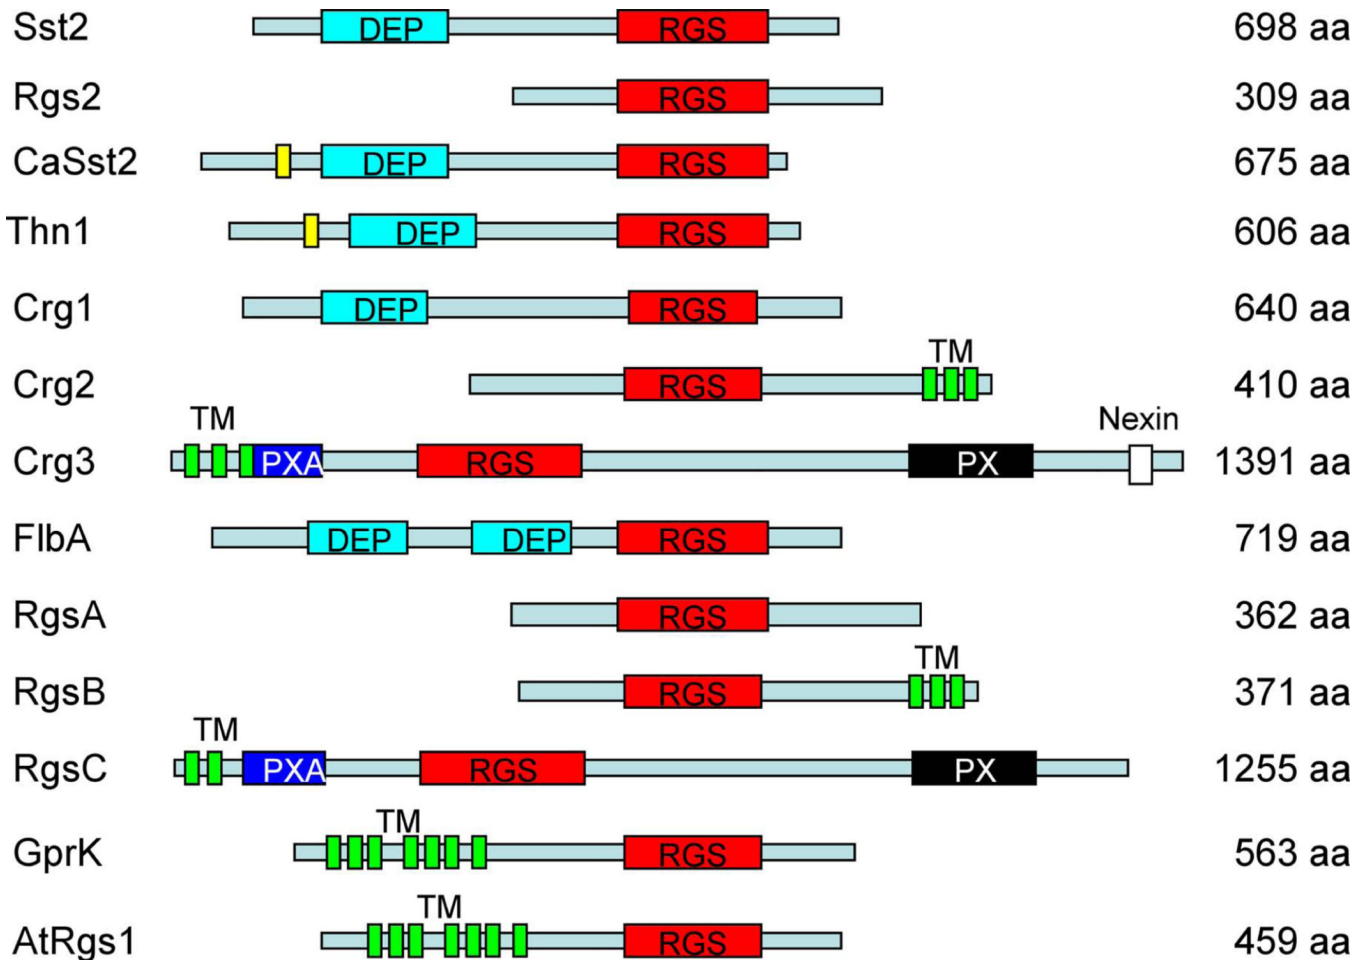 Sst2 DEP RGS 698 aa
Rgs2 RGS 309 aa
CaSst2 DEP RGS 675 aa
Thn1 DEP RGS 606 aa
Crg1 DEP RGS 640 aa
TM
Crg2 RGS 410 aa
TM Nexin
Crg3 PXA RGS PX 1391 aa
FlbA DEP DEP RGS 719 aa
RgsA RGS 362 aa
TM
RgsB RGS 371 aa
TM
RgsC PXA RGS PX 1255 aa
TM
GprK RGS 563 aa
TM
AtRgs1 RGS 459 aa